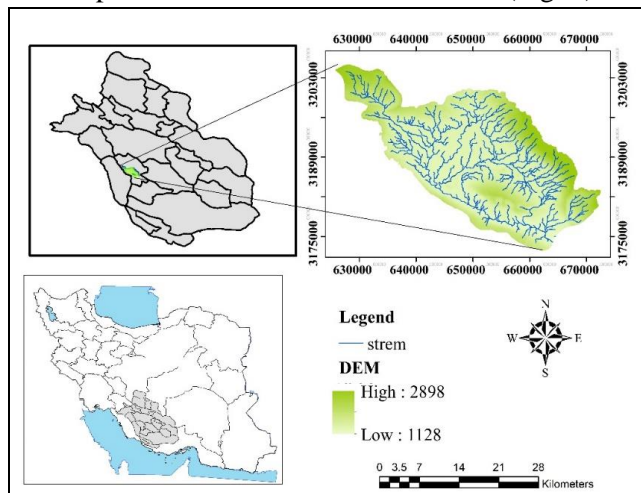 630000 640000 650000 660000 670000
3203000
3189000
3175000
3203000
3189000
3175000
630000 640000 650000 660000 670000
Legend
strem
DEM
High : 2898
Low : 1128
N
W E
S
0 3.5 7 14 21 28
Kilometers